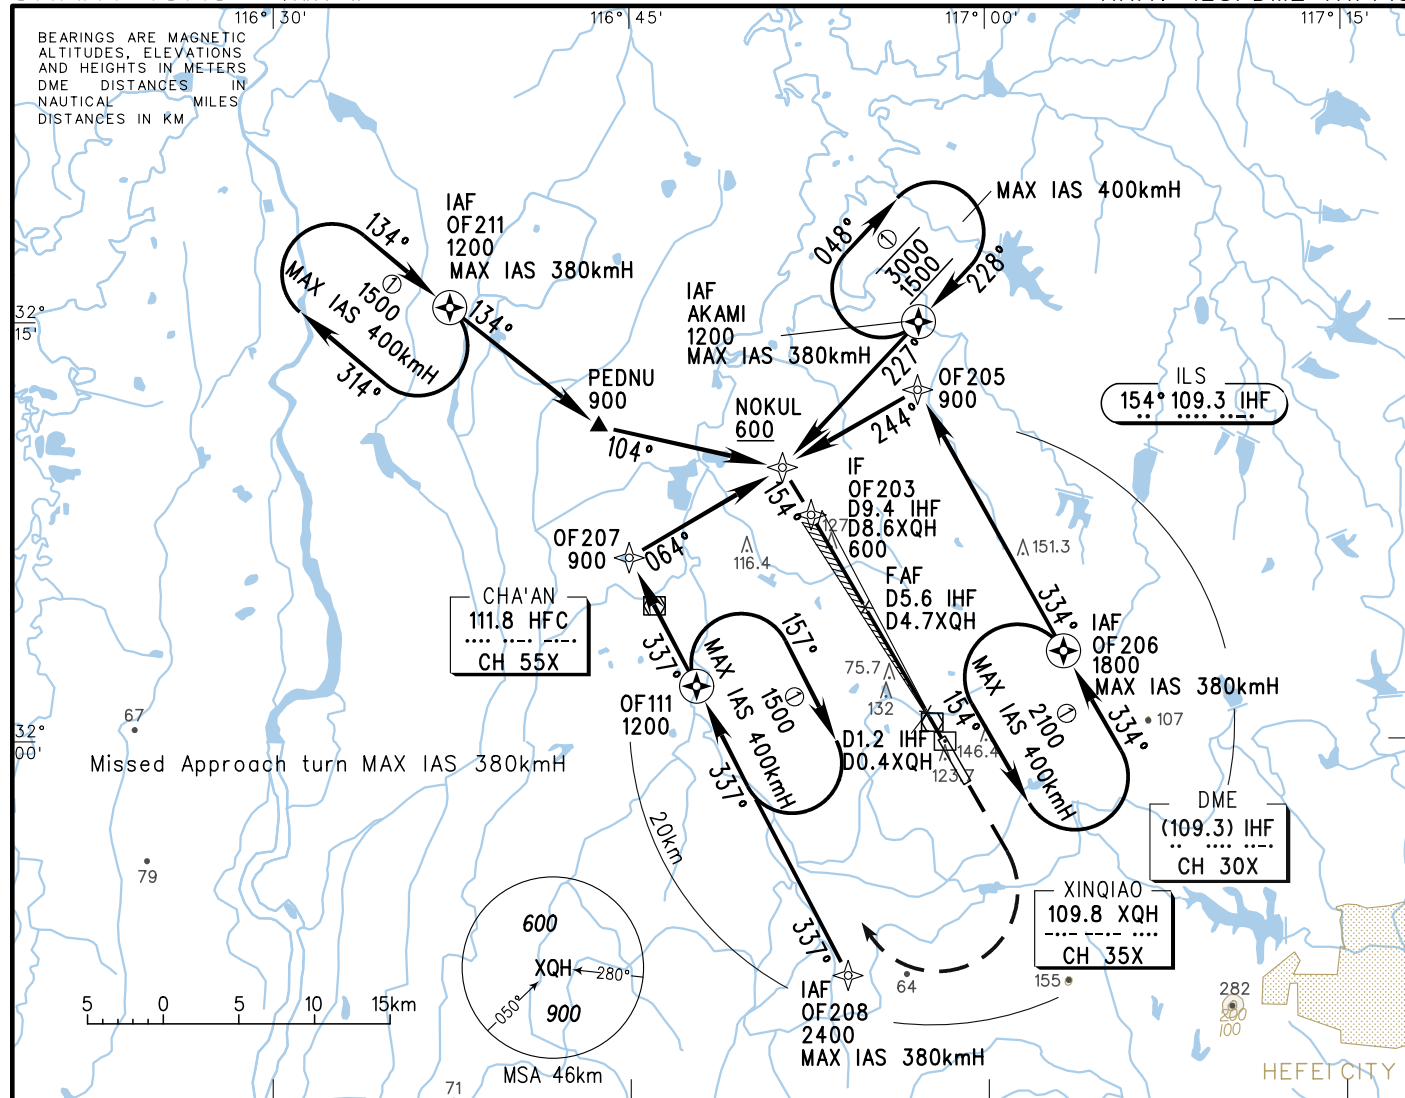 116°30'
116°45'
117°00'
117°15'
BEARINGS ARE MAGNETIC
ALTITUDES, ELEVATIONS
AND HEIGHTS IN METERS
DME DISTANCES IN
NAUTICAL MILES
DISTANCES IN KM
IAF
OF211
1200
MAX IAS 380kmH
134°
MAX IAS 400kmH
1
1500
314°
134°
32°
15'
PEDNU
900
104°
MAX IAS 400kmH
048°
1
3000
1500
228°
IAF
AKAMI
1200
MAX IAS 380kmH
227°
OF205
900
244°
NOKUL
600
154°
ILS
154° 109.3 IHF
.. .... ..-.
IF
OF203
D9.4 IHF
D8.6XQH
600
127
116.4
151.3
OF207
900
064°
FAF
D5.6 IHF
D4.7XQH
CHA'AN
111.8 HFC
.... ..-. -.-.
CH 55X
337°
OF111
1200
157°
MAX IAS 400kmH
1
1500
75.7
132
334°
IAF
OF206
1800
MAX IAS 380kmH
154°
MAX IAS 400kmH
1
2100
334°
107
D1.2 IHF
D0.4XQH
146.4
123.7
67
32°
00'
Missed Approach turn MAX IAS 380kmH
337°
20km
79
DME
(109.3) IHF
.. .... ..-.
CH 30X
XINQIAO
109.8 XQH
-..- --.- ....
CH 35X
600
XQH
280°
050°
900
MSA 46km
337°
IAF
OF208
2400
MAX IAS 380kmH
64
155
282
200
100
5 0 5 10 15km
71
HEFEI CITY